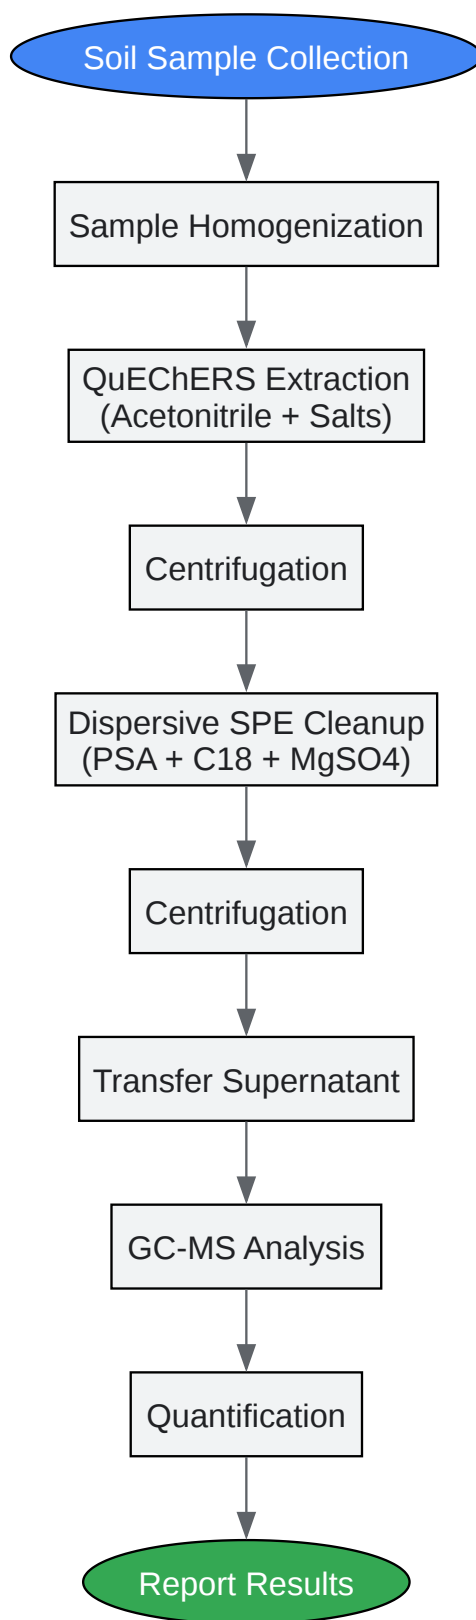 Soil Sample Collection
Sample Homogenization
QuEChERS Extraction
(Acetonitrile + Salts)
Centrifugation
Dispersive SPE Cleanup
(PSA + C18 + MgSO4)
Centrifugation
Transfer Supernatant
GC-MS Analysis
Quantification
Report Results